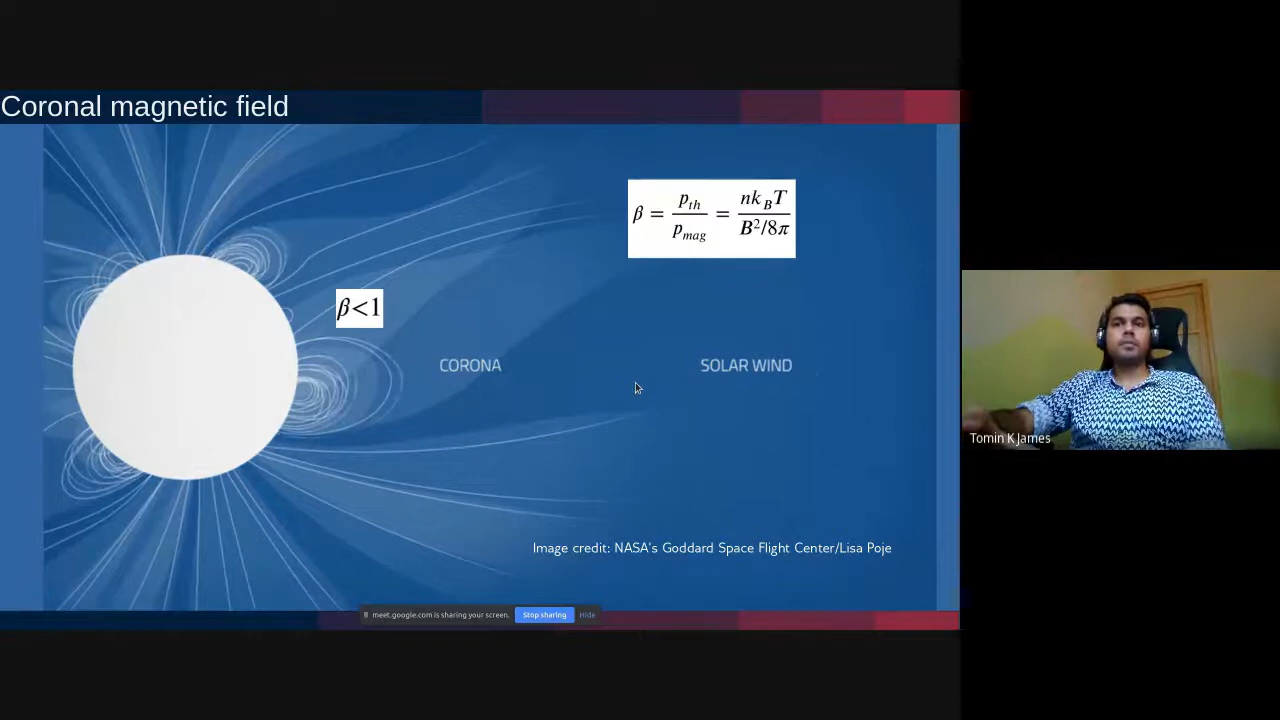 Coronal magnetic field
β = p_th / p_mag = nk_BT / B²/8π
β<1
CORONA
SOLAR WIND
Tomin K James
Image credit: NASA's Goddard Space Flight Center/Lisa Poje
meet.google.com is sharing your screen.
Stop sharing
Hide